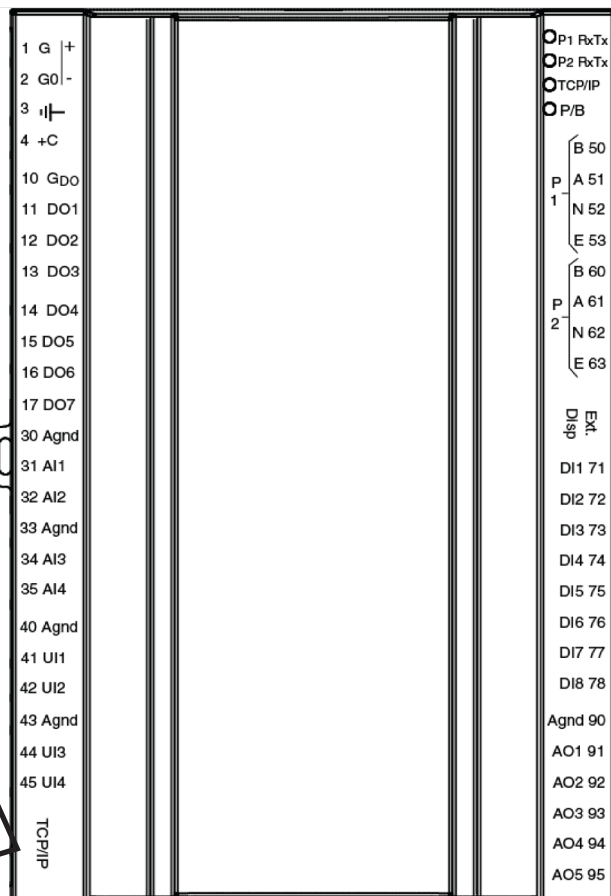 1 G +
2 G0 -
3
4 +C
10 GDO
11 DO1
12 DO2
13 DO3
14 DO4
15 DO5
16 DO6
17 DO7
30 Agnd
31 AI1
32 AI2
33 Agnd
34 AI3
35 AI4
40 Agnd
41 UI1
42 UI2
43 Agnd
44 UI3
45 UI4
TCP/IP
P1 RxTx
P2 RxTx
TCP/IP
P/B
P1
B 50
A 51
N 52
E 53
P2
B 60
A 61
N 62
E 63
Ext.
DIsp
DI1 71
DI2 72
DI3 73
DI4 74
DI5 75
DI6 76
DI7 77
DI8 78
Agnd 90
AO1 91
AO2 92
AO3 93
AO4 94
AO5 95